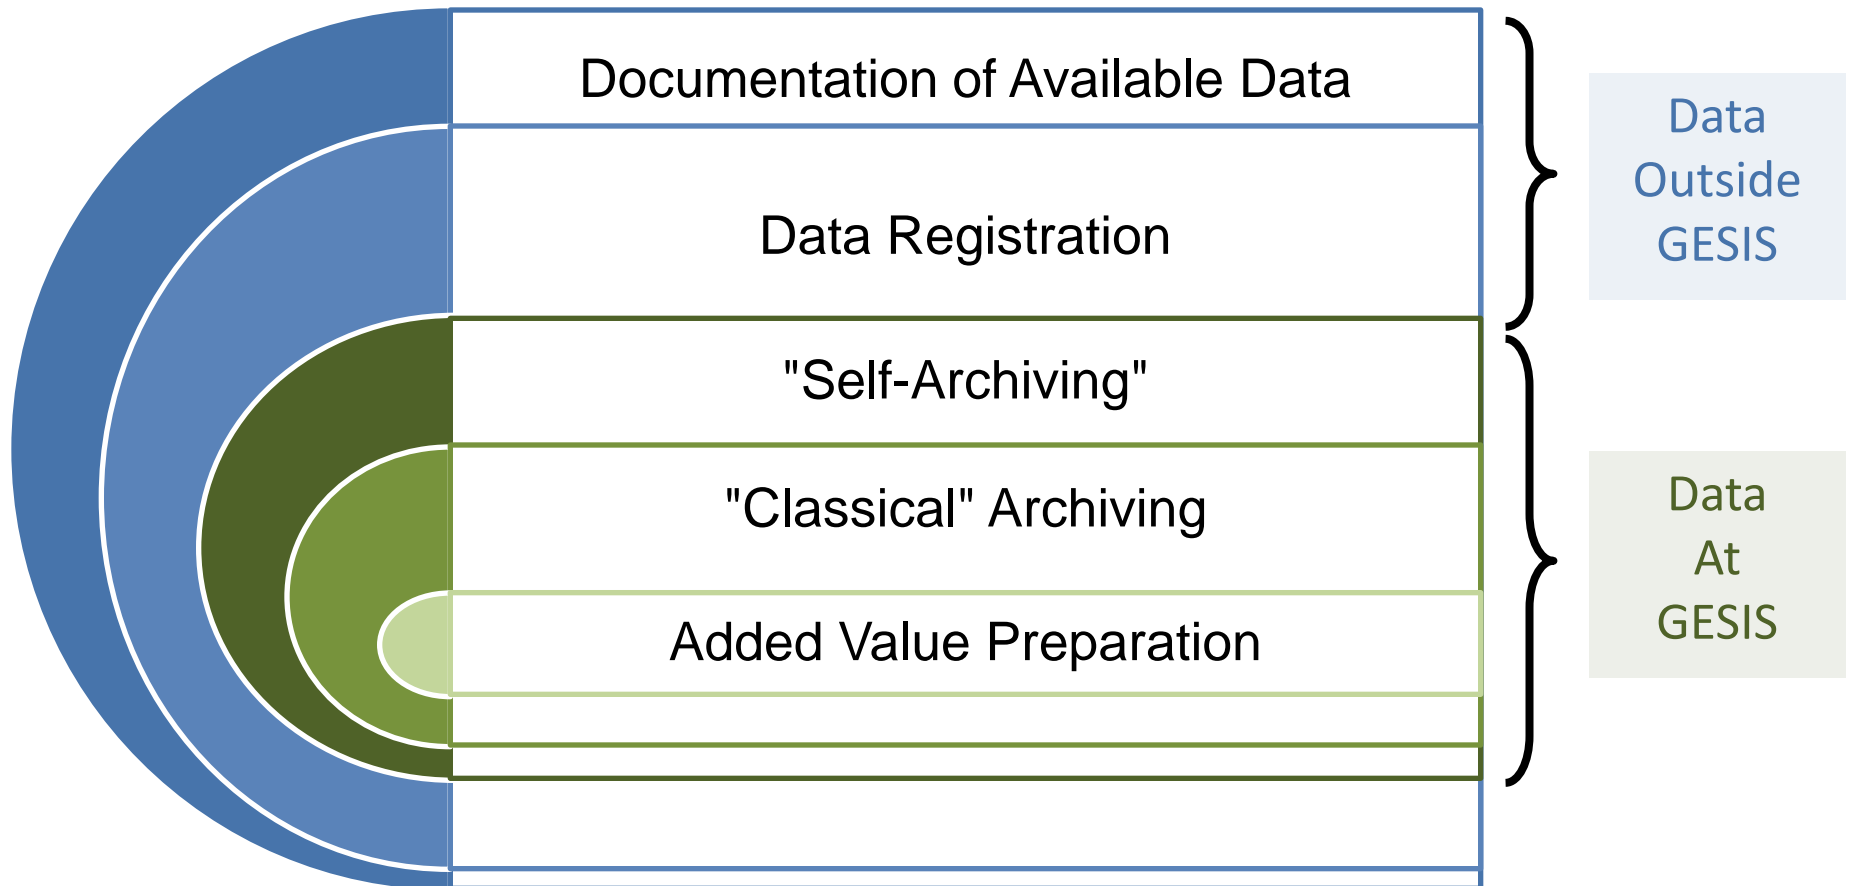 Documentation of Available Data
Data Registration
"Self-Archiving"
"Classical" Archiving
Added Value Preparation
Data
Outside
GESIS
Data
At
GESIS